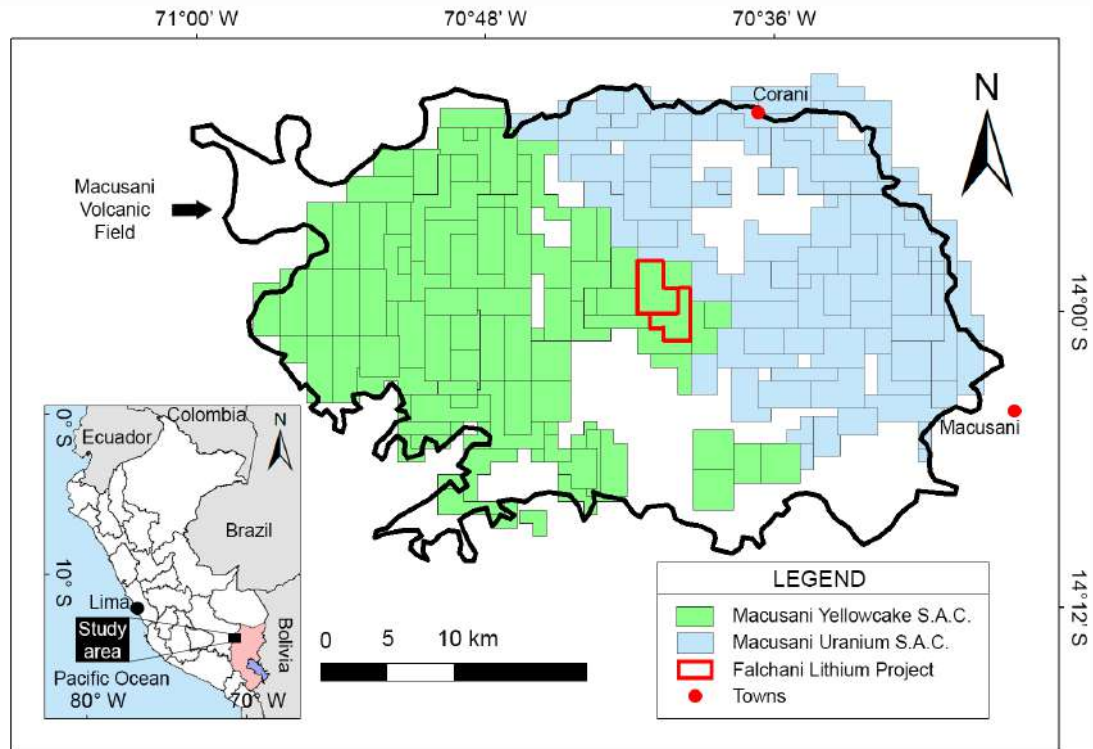 71°00' W
70°48' W
70°36' W
Corani
N
Macusani
Volcanic
Field
14°00' S
Macusani
0° S
Colombia
N
Ecuador
Brazil
10° S
Lima
Study
area
Bolivia
Pacific Ocean
80° W
70° W
0 5 10 km
LEGEND
Macusani Yellowcake S.A.C.
Macusani Uranium S.A.C.
Falchani Lithium Project
Towns
14°12' S